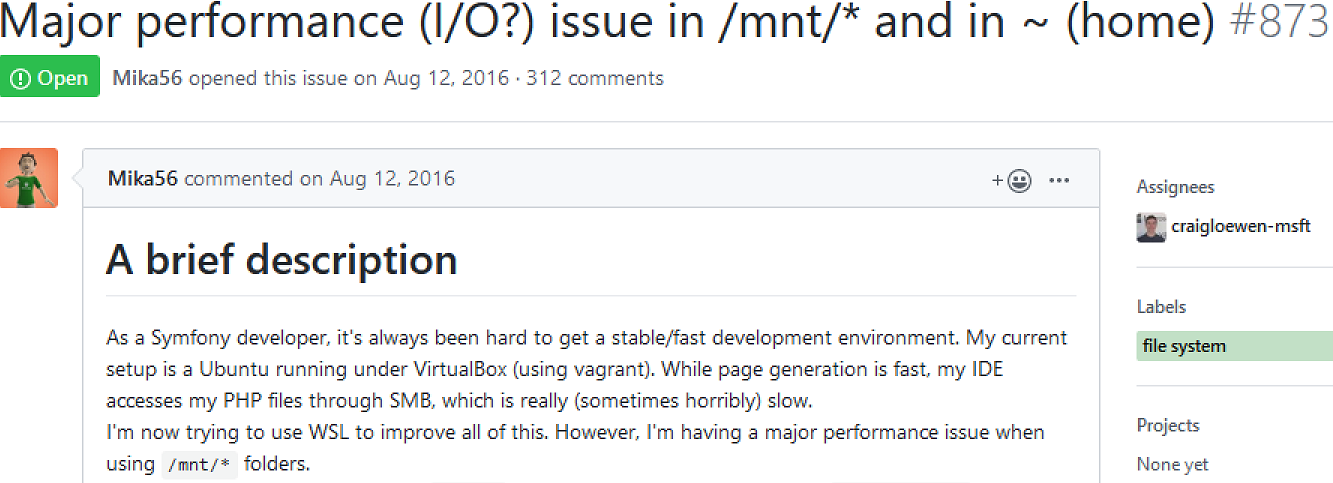 Major performance (I/O?) issue in /mnt/* and in ~ (home) #873
Open Mika56 opened this issue on Aug 12, 2016 · 312 comments
Mika56 commented on Aug 12, 2016
A brief description
As a Symfony developer, it's always been hard to get a stable/fast development environment. My current
setup is a Ubuntu running under VirtualBox (using vagrant). While page generation is fast, my IDE
accesses my PHP files through SMB, which is really (sometimes horribly) slow.
I'm now trying to use WSL to improve all of this. However, I'm having a major performance issue when
using /mnt/* folders.
Assignees
craigloewen-msft
Labels
file system
Projects
None yet